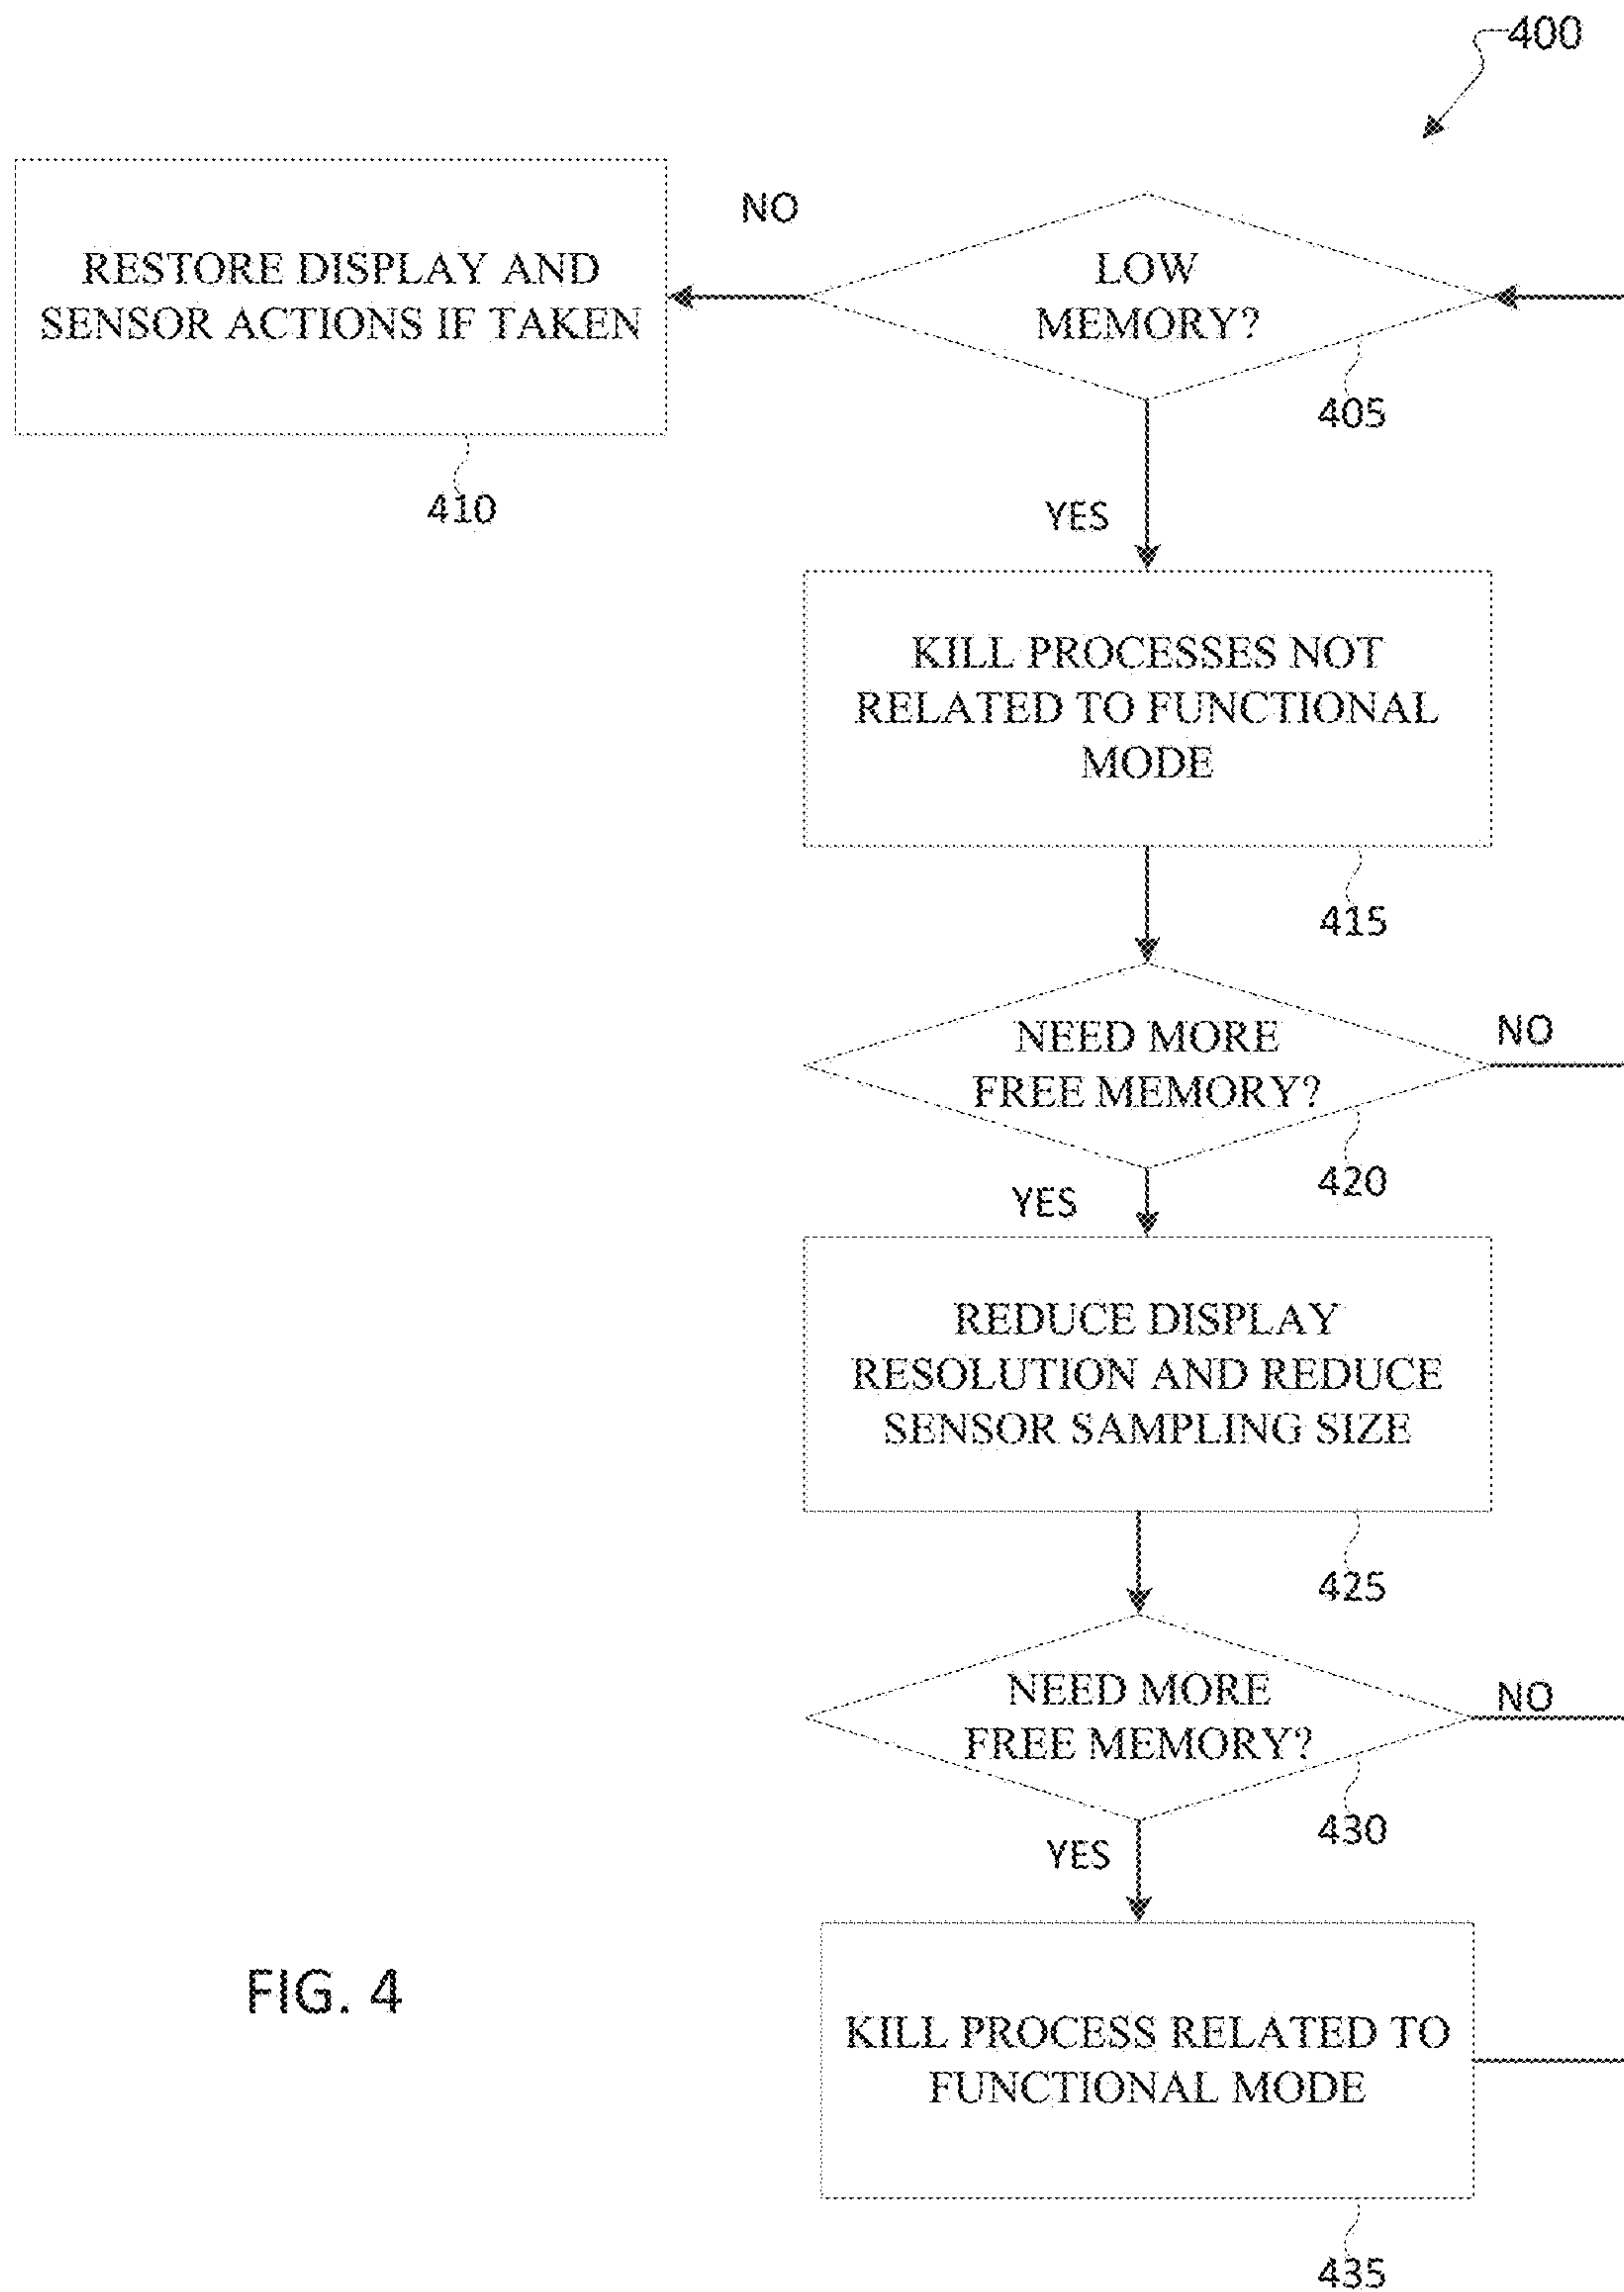 400
NO
RESTORE DISPLAY AND
SENSOR ACTIONS IF TAKEN
LOW
MEMORY?
405
410
YES
KILL PROCESSES NOT
RELATED TO FUNCTIONAL
MODE
415
NEED MORE
FREE MEMORY?
NO
420
YES
REDUCE DISPLAY
RESOLUTION AND REDUCE
SENSOR SAMPLING SIZE
425
NEED MORE
FREE MEMORY?
NO
430
YES
KILL PROCESS RELATED TO
FUNCTIONAL MODE
435
FIG. 4